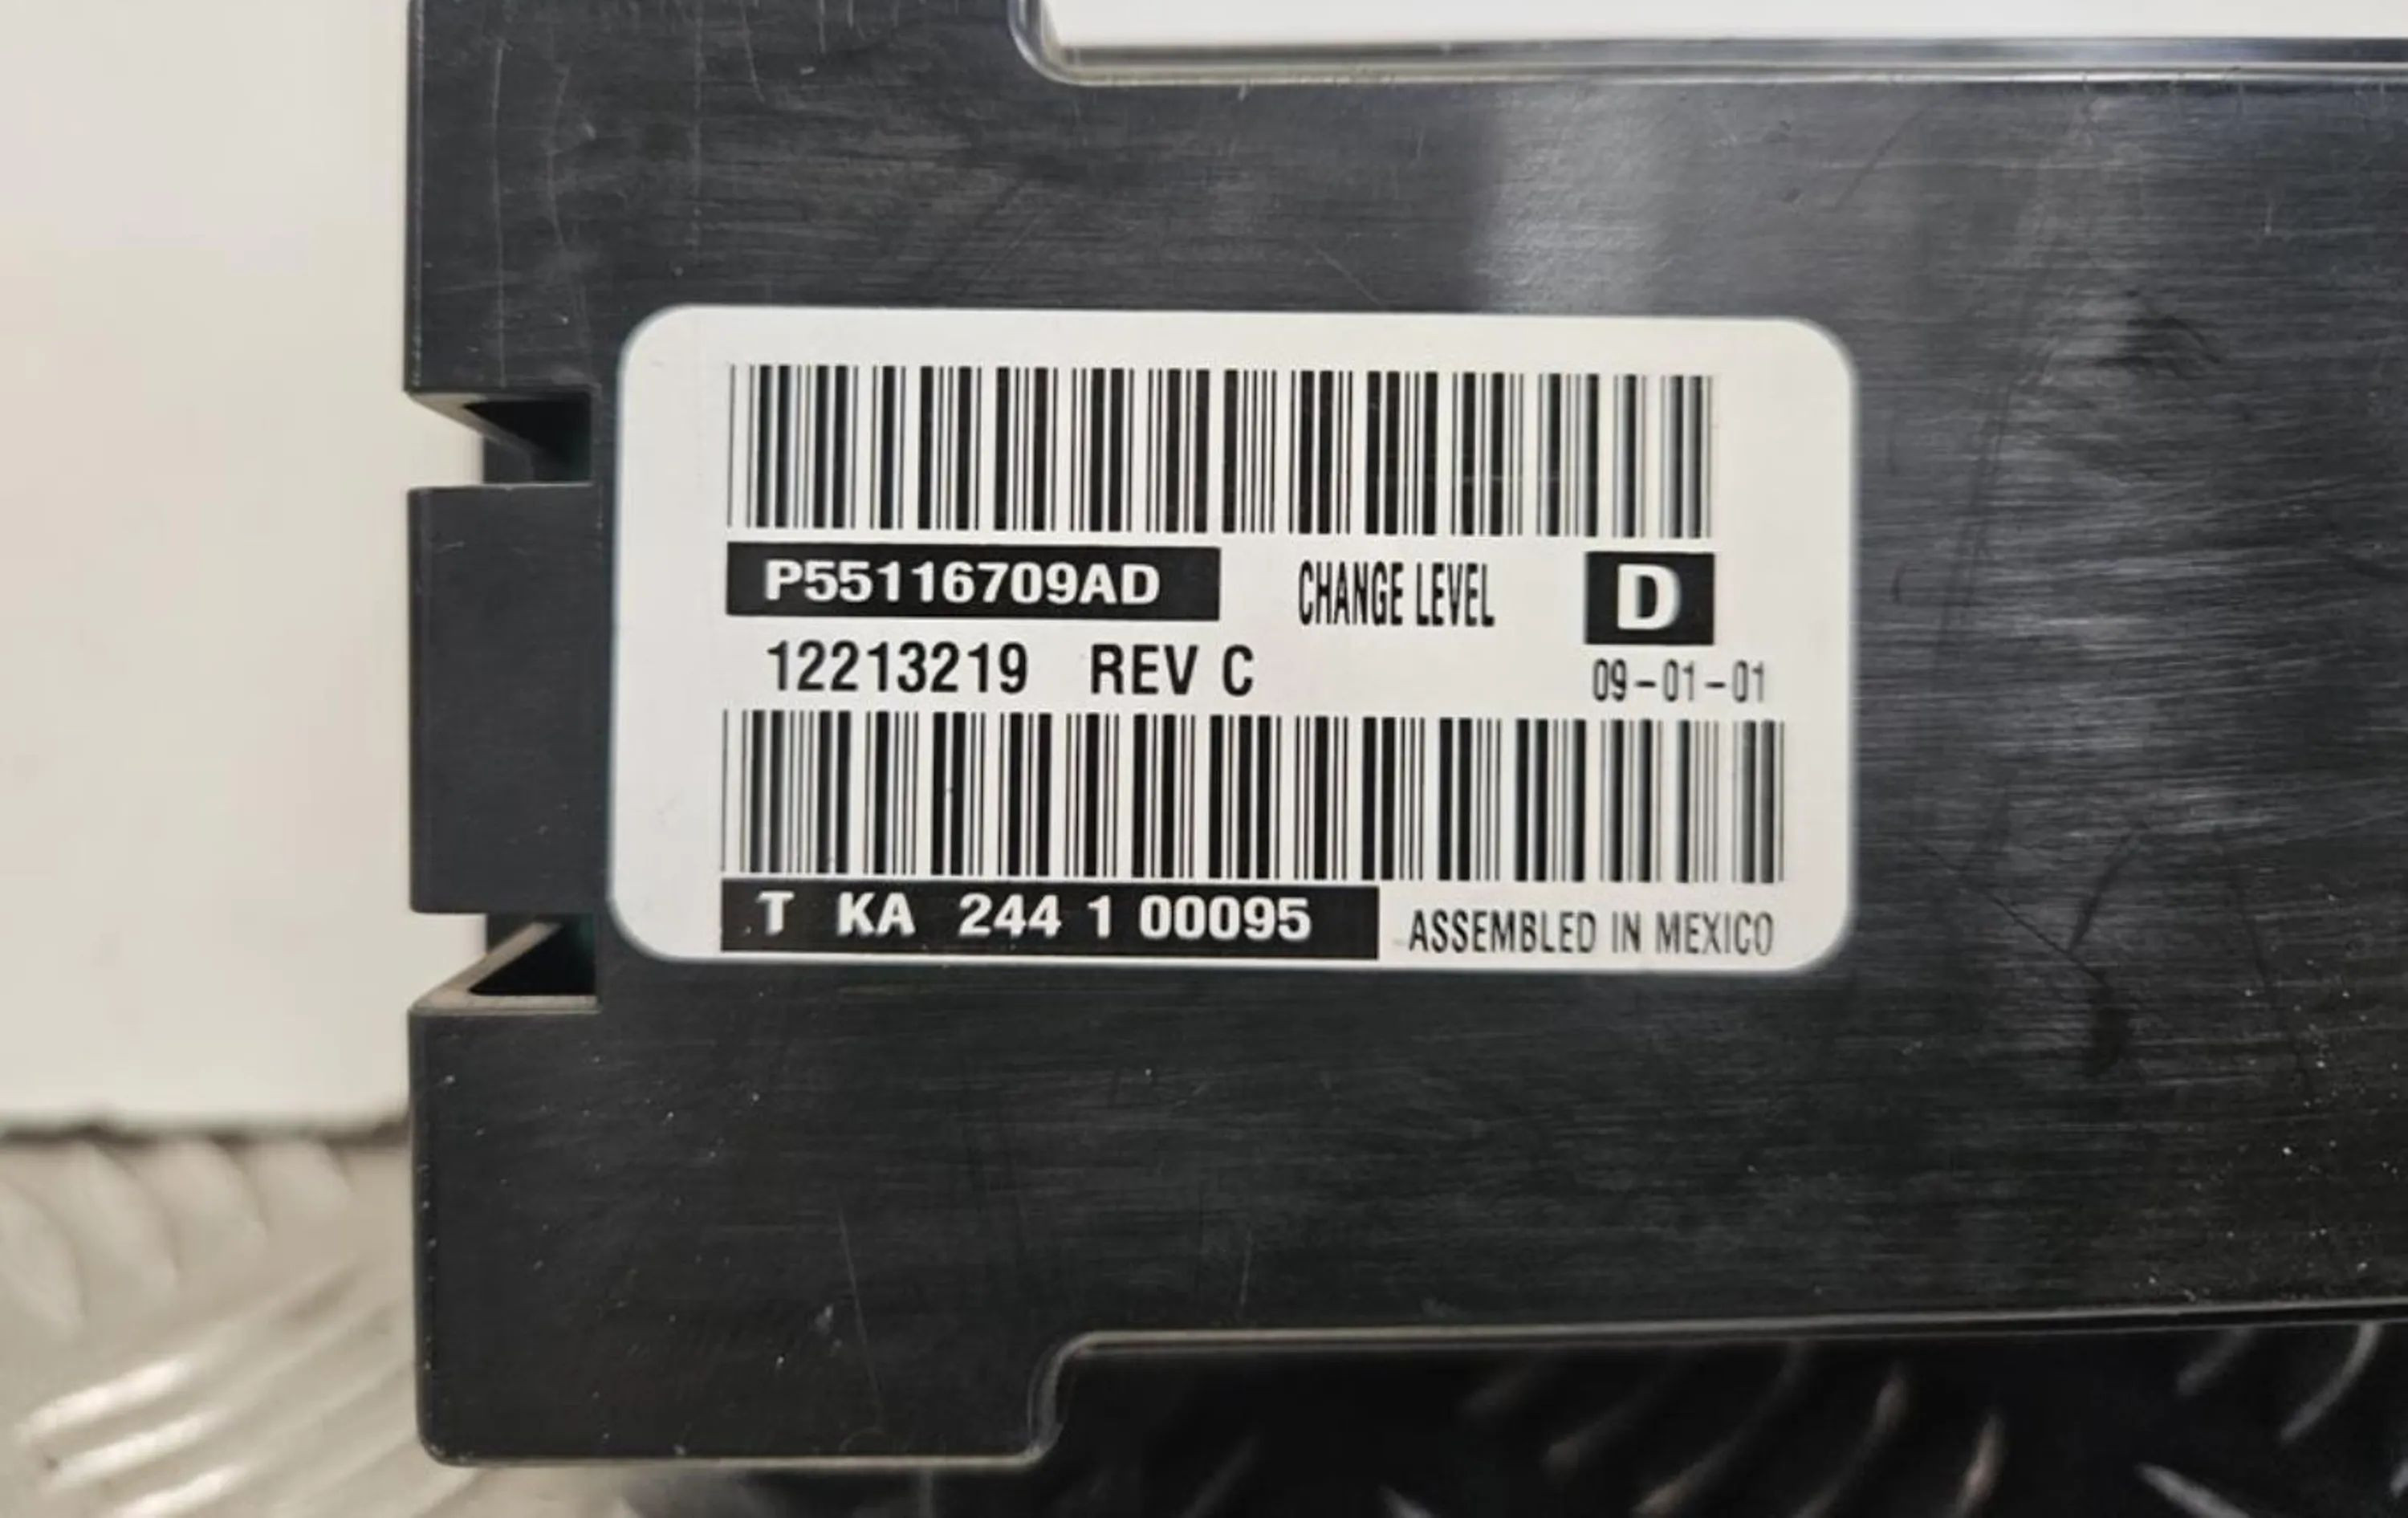 P55116709AD CHANGE LEVEL D
12213219 REV C 09-01-01
T KA 244 1 00095 ASSEMBLED IN MEXICO